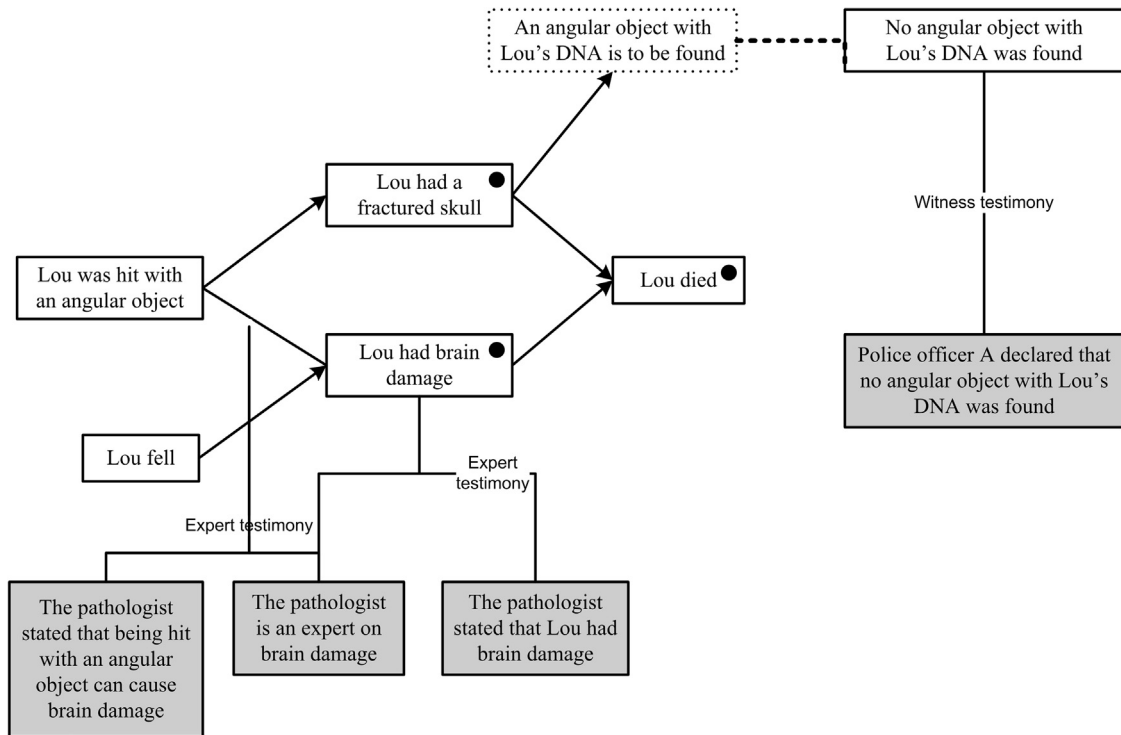 An angular object with
Lou's DNA is to be found
No angular object with
Lou's DNA was found
Lou had a
fractured skull
Witness testimony
Lou was hit with
an angular object
Lou died
Lou had brain
damage
Police officer A declared that
no angular object with Lou's
DNA was found
Lou fell
Expert
testimony
Expert testimony
The pathologist
stated that being hit
with an angular
object can cause
brain damage
The pathologist
is an expert on
brain damage
The pathologist
stated that Lou had
brain damage